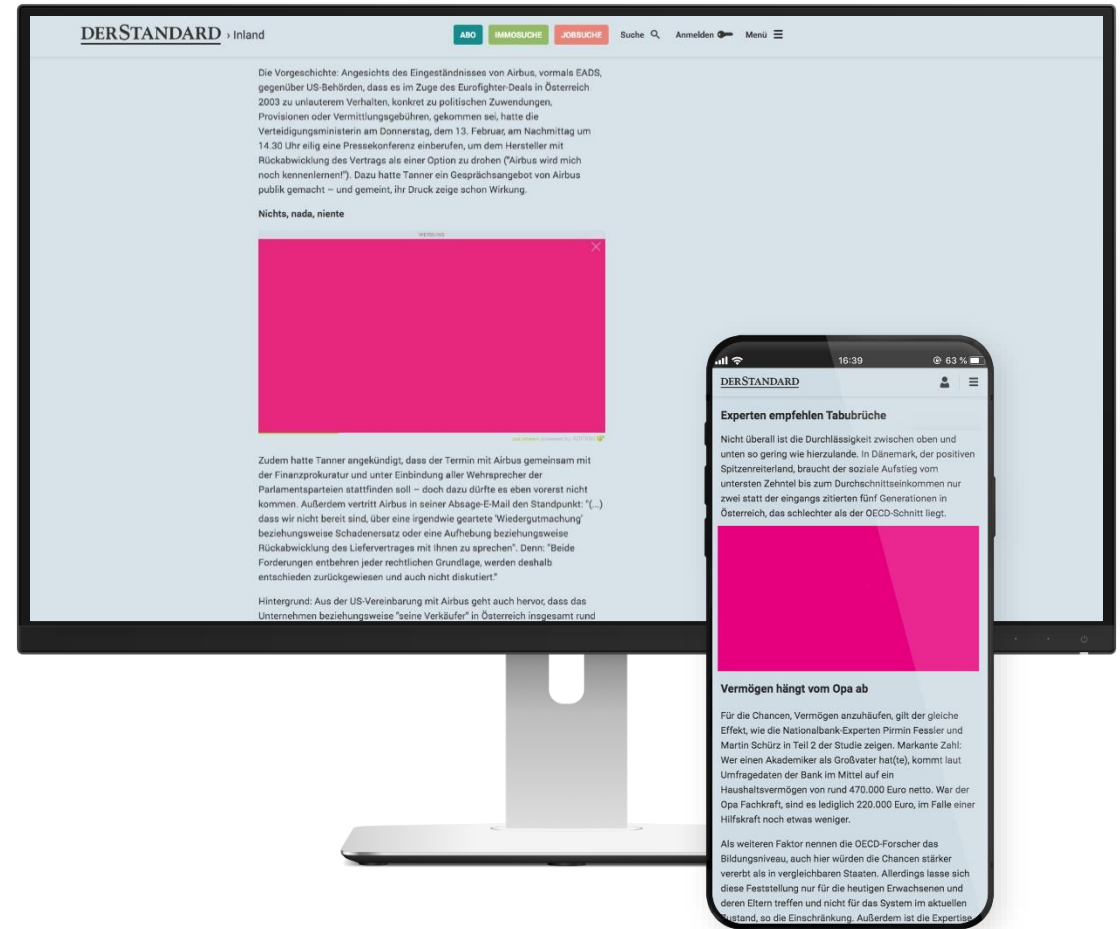 DERSTANDARD › Inland
ABO
IMMOSUCHE
JOBSUCHE
Suche
Anmelden
Menü
Die Vorgeschichte: Angesichts des Eingeständnisses von Airbus, vormals EADS,
gegenüber US-Behörden, dass es im Zuge des Eurofighter-Deals in Österreich
2003 zu unlauterem Verhalten, konkret zu politischen Zuwendungen,
Provisionen oder Vermittlungsgebühren, gekommen sei, hatte die
Verteidigungsministerin am Donnerstag, dem 13. Februar, am Nachmittag um
14.30 Uhr eilig eine Pressekonferenz einberufen, um dem Hersteller mit
Rückabwicklung des Vertrags als einer Option zu drohen ("Airbus wird mich
noch kennenlernen!"). Dazu hatte Tanner ein Gesprächsangebot von Airbus
publik gemacht – und gemeint, ihr Druck zeige schon Wirkung.
Nichts, nada, niente
WERBUNG
powered by ADITION
Zudem hatte Tanner angekündigt, dass der Termin mit Airbus gemeinsam mit
der Finanzprokuratur und unter Einbindung aller Wehrsprecher der
Parlamentsparteien stattfinden soll – doch dazu dürfte es eben vorerst nicht
kommen. Außerdem vertritt Airbus in seiner Absage-E-Mail den Standpunkt: "(...)
dass wir nicht bereit sind, über eine irgendwie geartete 'Wiedergutmachung'
beziehungsweise Schadenersatz oder eine Aufhebung beziehungsweise
Rückabwicklung des Liefervertrages mit Ihnen zu sprechen". Denn: "Beide
Forderungen entbehren jeder rechtlichen Grundlage, werden deshalb
entschieden zurückgewiesen und auch nicht diskutiert."
Hintergrund: Aus der US-Vereinbarung mit Airbus geht auch hervor, dass das
Unternehmen beziehungsweise "seine Verkäufer" in Österreich insgesamt rund
16:39
63 %
DERSTANDARD
Experten empfehlen Tabubrüche
Nicht überall ist die Durchlässigkeit zwischen oben und
unten so gering wie hierzulande. In Dänemark, der positiven
Spitzenreiterland, braucht der soziale Aufstieg vom
untersten Zehntel bis zum Durchschnittseinkommen nur
zwei statt der eingangs zitierten fünf Generationen in
Österreich, das schlechter als der OECD-Schnitt liegt.
Vermögen hängt vom Opa ab
Für die Chancen, Vermögen anzuhäufen, gilt der gleiche
Effekt, wie die Nationalbank-Experten Pirmin Fessler und
Martin Schürz in Teil 2 der Studie zeigen. Markante Zahl:
Wer einen Akademiker als Großvater hat(te), kommt laut
Umfragedaten der Bank im Mittel auf ein
Haushaltsvermögen von rund 470.000 Euro netto. War der
Opa Fachkraft, sind es lediglich 220.000 Euro, im Falle einer
Hilfskraft noch etwas weniger.
Als weiteren Faktor nennen die OECD-Forscher das
Bildungsniveau, auch hier würden die Chancen stärker
vererbt als in vergleichbaren Staaten. Allerdings lasse sich
diese Feststellung nur für die heutigen Erwachsenen und
deren Eltern treffen und nicht für das System im aktuellen
Zustand, so die Einschränkung. Außerdem ist die Expertise